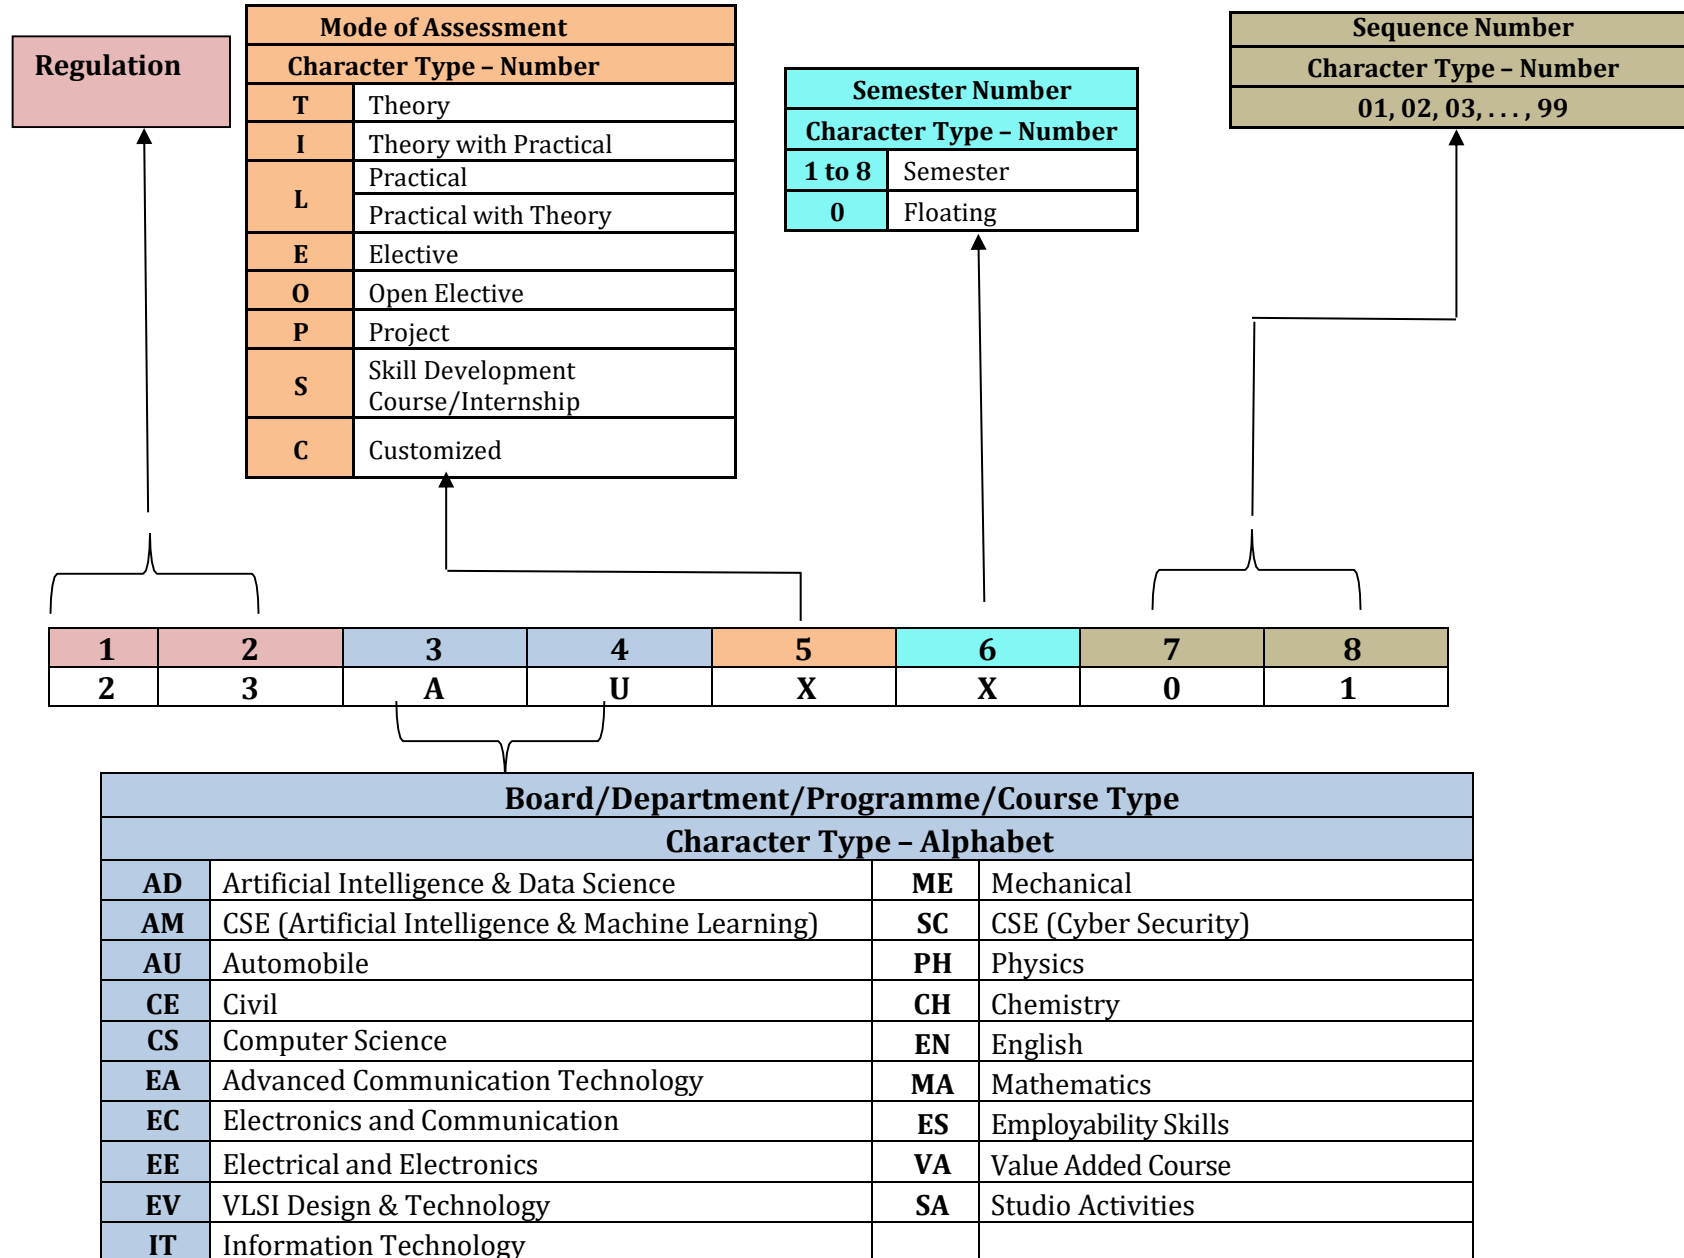 Regulation
Mode of Assessment
Character Type – Number
T Theory
I Theory with Practical
L Practical
Practical with Theory
E Elective
O Open Elective
P Project
S Skill Development
Course/Internship
C Customized
Semester Number
Character Type – Number
1 to 8 Semester
0 Floating
Sequence Number
Character Type – Number
01, 02, 03, . . . , 99
1 2 3 4 5 6 7 8
2 3 A U X X 0 1
Board/Department/Programme/Course Type
Character Type – Alphabet
AD Artificial Intelligence & Data Science ME Mechanical
AM CSE (Artificial Intelligence & Machine Learning) SC CSE (Cyber Security)
AU Automobile PH Physics
CE Civil CH Chemistry
CS Computer Science EN English
EA Advanced Communication Technology MA Mathematics
EC Electronics and Communication ES Employability Skills
EE Electrical and Electronics VA Value Added Course
EV VLSI Design & Technology SA Studio Activities
IT Information Technology